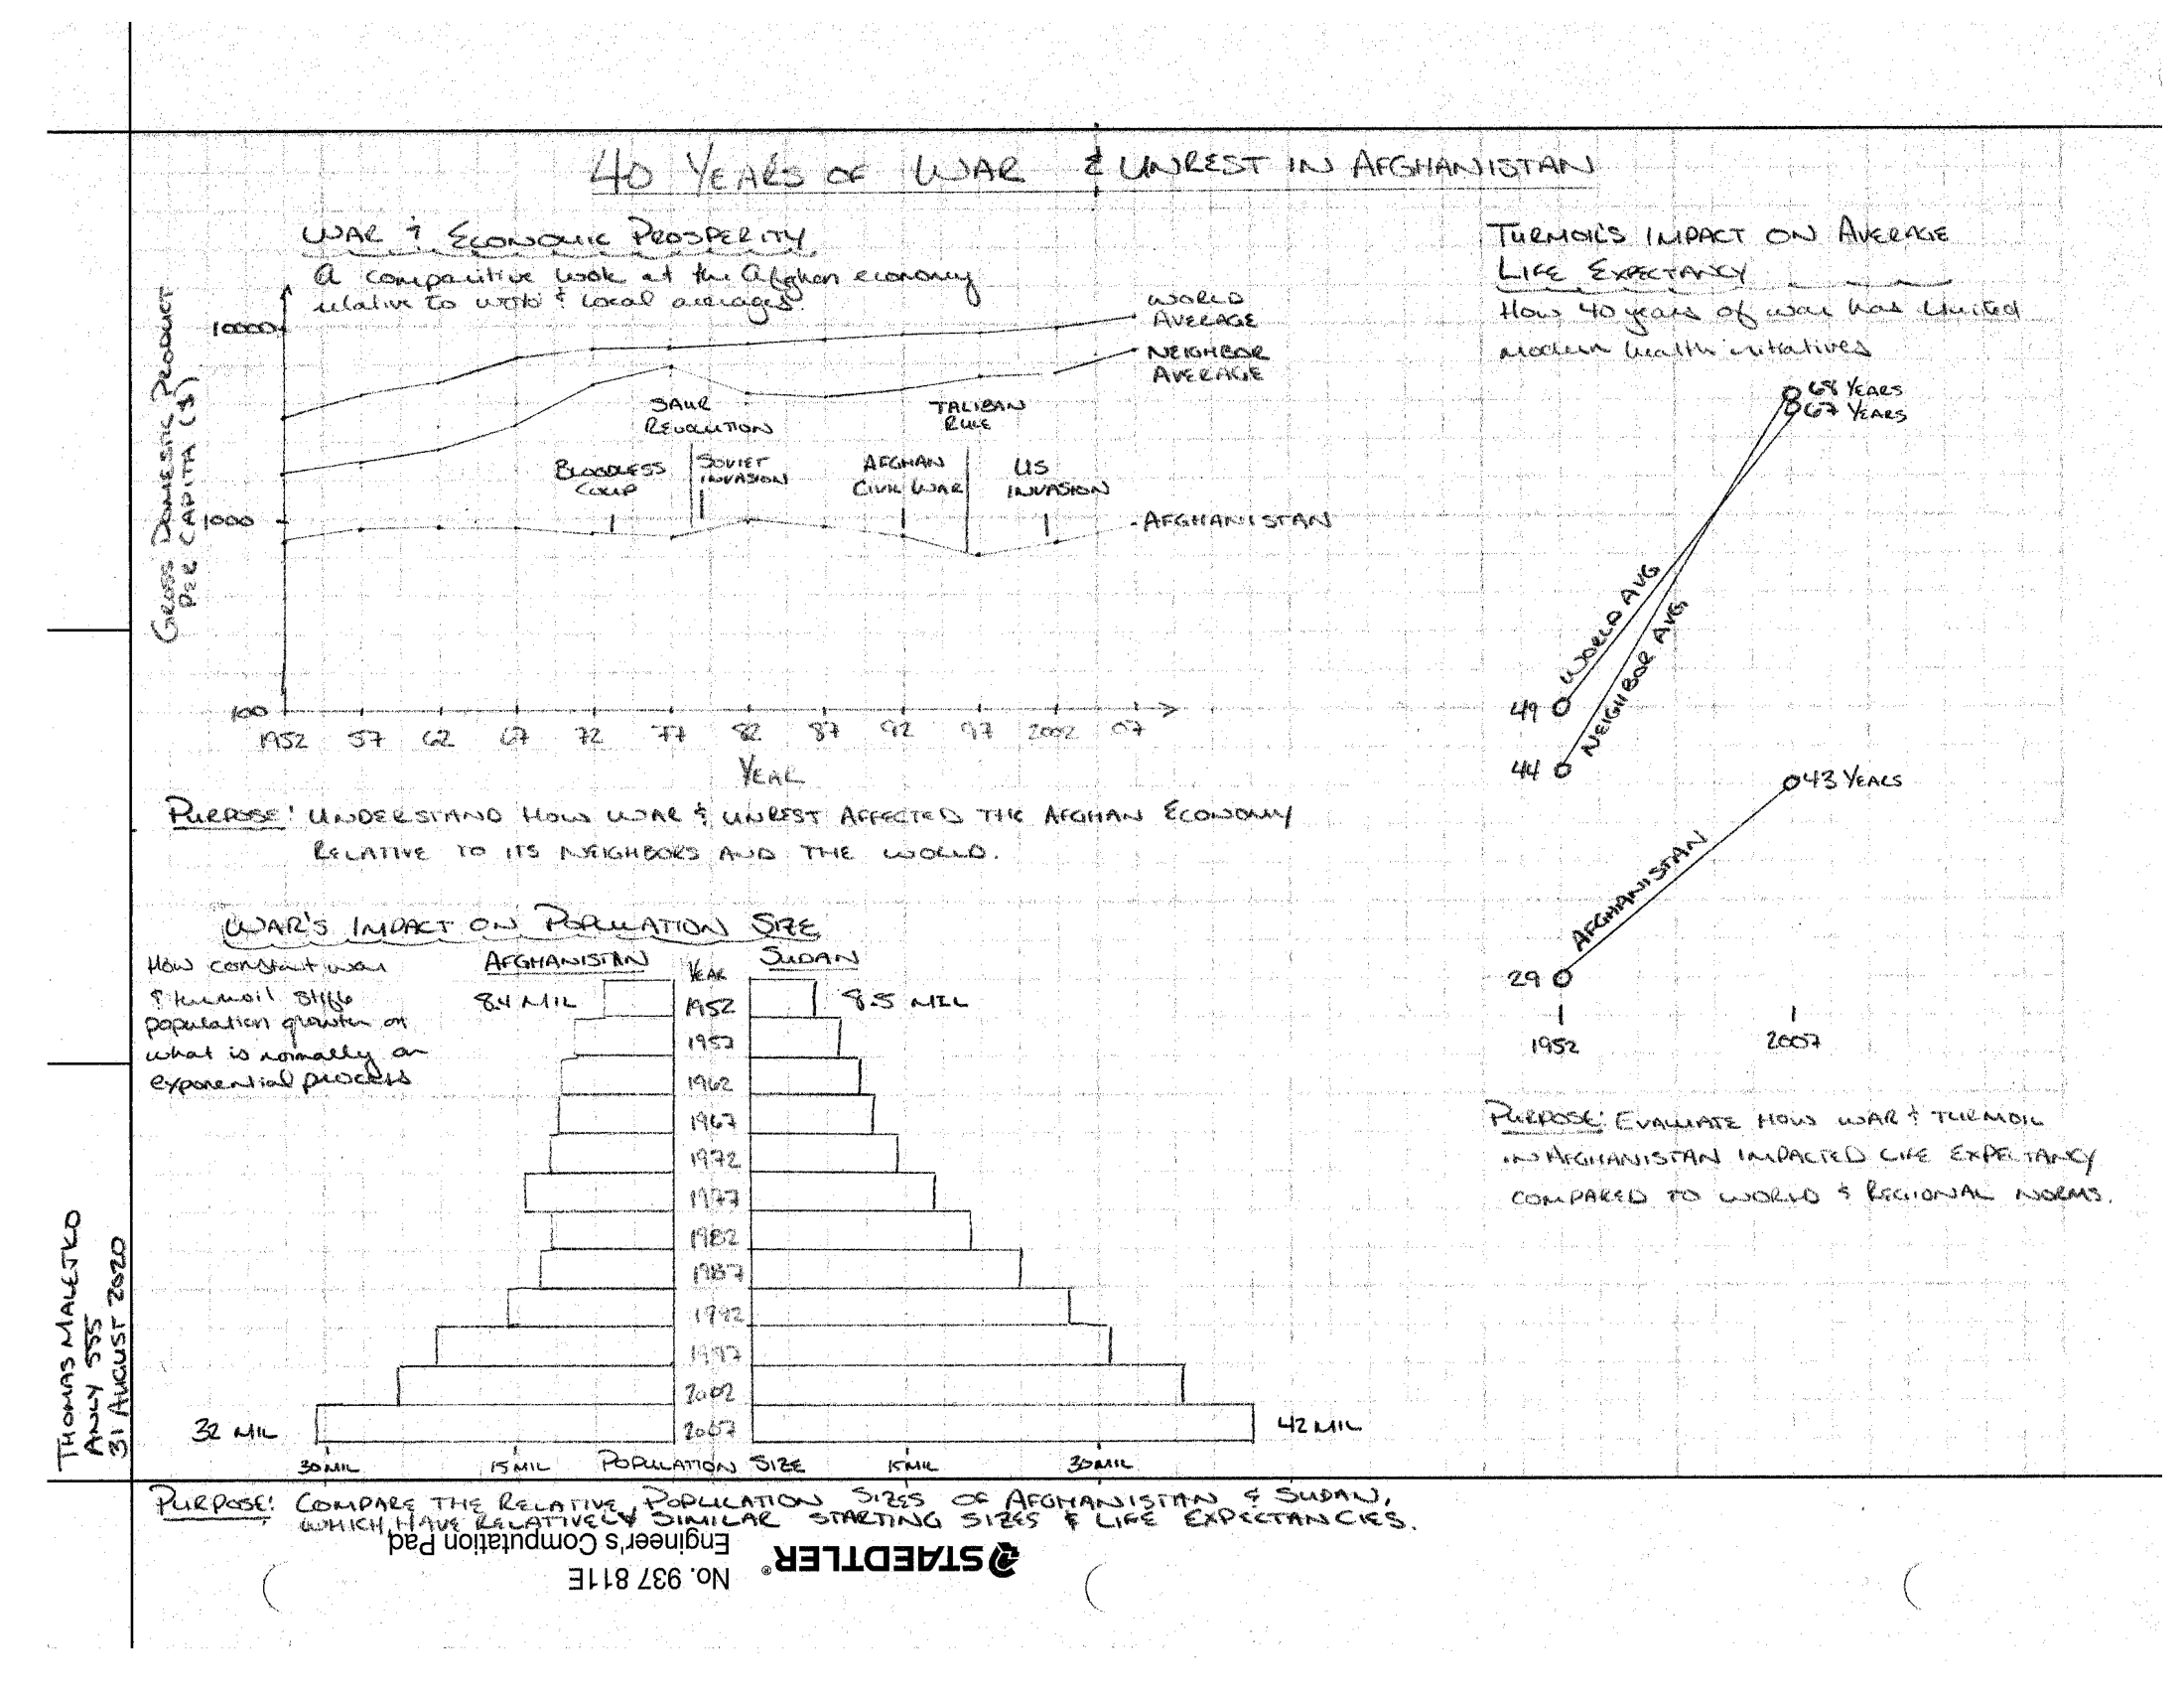 40 YEARS OF WAR & UNREST IN AFGHANISTAN
WAR & ECONOMIC PROSPERITY
A comparitive look at the Afghan economy
relative to world & local averages.
GROSS DOMESTIC PRODUCT
PER CAPITA ($)
10000
1000
100
WORLD
AVERAGE
NEIGHBOR
AVERAGE
SAUR
REVOLUTION
TALIBAN
RULE
BLOODLESS
COUP
SOVIET
INVASION
AFGHAN
CIVIL WAR
US
INVASION
AFGHANISTAN
1952 57 62 67 72 77 82 87 92 97 2002 07
YEAR
PURPOSE: UNDERSTAND HOW WAR & UNREST AFFECTED THE AFGHAN ECONOMY
RELATIVE TO ITS NEIGHBORS AND THE WORLD.
TURMOIL'S IMPACT ON AVERAGE
LIFE EXPECTANCY
How 40 years of war has limited
modern health initiatives
68 YEARS
67 YEARS
WORLD AVG
NEIGHBOR AVG
49
44
43 YEARS
AFGHANISTAN
29
1952 2007
PURPOSE: EVALUATE HOW WAR & TURMOIL
IN AFGHANISTAN IMPACTED LIFE EXPECTANCY
COMPARED TO WORLD & REGIONAL NORMS.
WAR'S IMPACT ON POPULATION SIZE
How constant war
& turmoil stifle
population growth on
what is normally an
exponential process
AFGHANISTAN YEAR SUDAN
8.4 MIL 1952 8.5 MIL
1957
1962
1967
1972
1977
1982
1987
1992
1997
2002
32 MIL 2007 42 MIL
30 MIL 15 MIL POPULATION SIZE 15 MIL 30 MIL
PURPOSE: COMPARE THE RELATIVE POPULATION SIZES OF AFGHANISTAN & SUDAN,
WHICH HAVE RELATIVELY SIMILAR STARTING SIZES & LIFE EXPECTANCIES.
THOMAS MALEJKO
ANLY 555
31 AUGUST 2020
STAEDTLER®
No. 937 811E
Engineer's Computation Pad